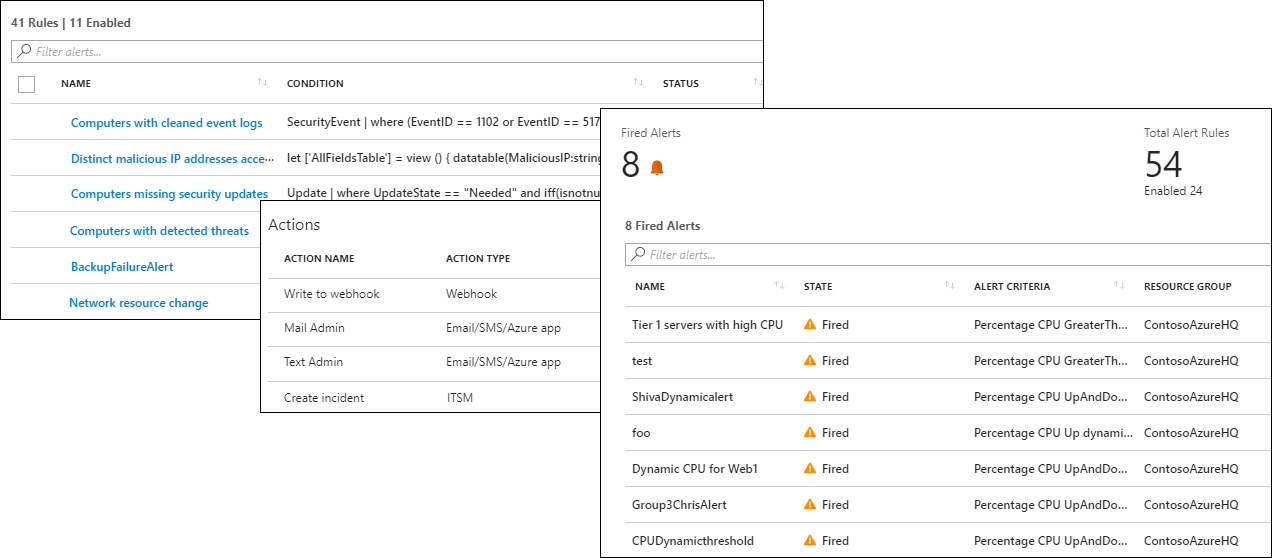 41 Rules | 11 Enabled
Filter alerts...
NAME CONDITION STATUS
Computers with cleaned event logs SecurityEvent | where (EventID == 1102 or EventID == 517
Distinct malicious IP addresses acce... let ['AllFieldsTable'] = view () { datatable(MaliciousIP:string
Computers missing security updates Update | where UpdateState == "Needed" and iff(isnotnu
Computers with detected threats
BackupFailureAlert
Network resource change
Actions
ACTION NAME ACTION TYPE
Write to webhook Webhook
Mail Admin Email/SMS/Azure app
Text Admin Email/SMS/Azure app
Create incident ITSM
Fired Alerts Total Alert Rules
8 54
Enabled 24
8 Fired Alerts
Filter alerts...
NAME STATE ALERT CRITERIA RESOURCE GROUP
Tier 1 servers with high CPU Fired Percentage CPU GreaterTh... ContosoAzureHQ
test Fired Percentage CPU GreaterTh... ContosoAzureHQ
ShivaDynamicalert Fired Percentage CPU UpAndDo... ContosoAzureHQ
foo Fired Percentage CPU Up dynami... ContosoAzureHQ
Dynamic CPU for Web1 Fired Percentage CPU UpAndDo... ContosoAzureHQ
Group3ChrisAlert Fired Percentage CPU UpAndDo... ContosoAzureHQ
CPUDynamicthreshold Fired Percentage CPU UpAndDo... ContosoAzureHQ